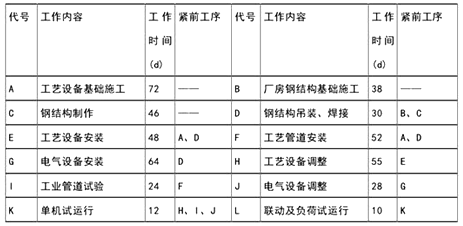 代号 工作内容 工作时间(d) 紧前工序 代号 工作内容 工作时间(d) 紧前工序
A 工艺设备基础施工 72 —— B 厂房钢结构基础施工 38 ——
C 钢结构制作 46 —— D 钢结构吊装、焊接 30 B、C
E 工艺设备安装 48 A、D F 工艺管道安装 52 A、D
G 电气设备安装 64 D H 工艺设备调整 55 E
I 工业管道试验 24 F J 电气设备调整 28 G
K 单机试运行 12 H、I、J L 联动及负荷试运行 10 K